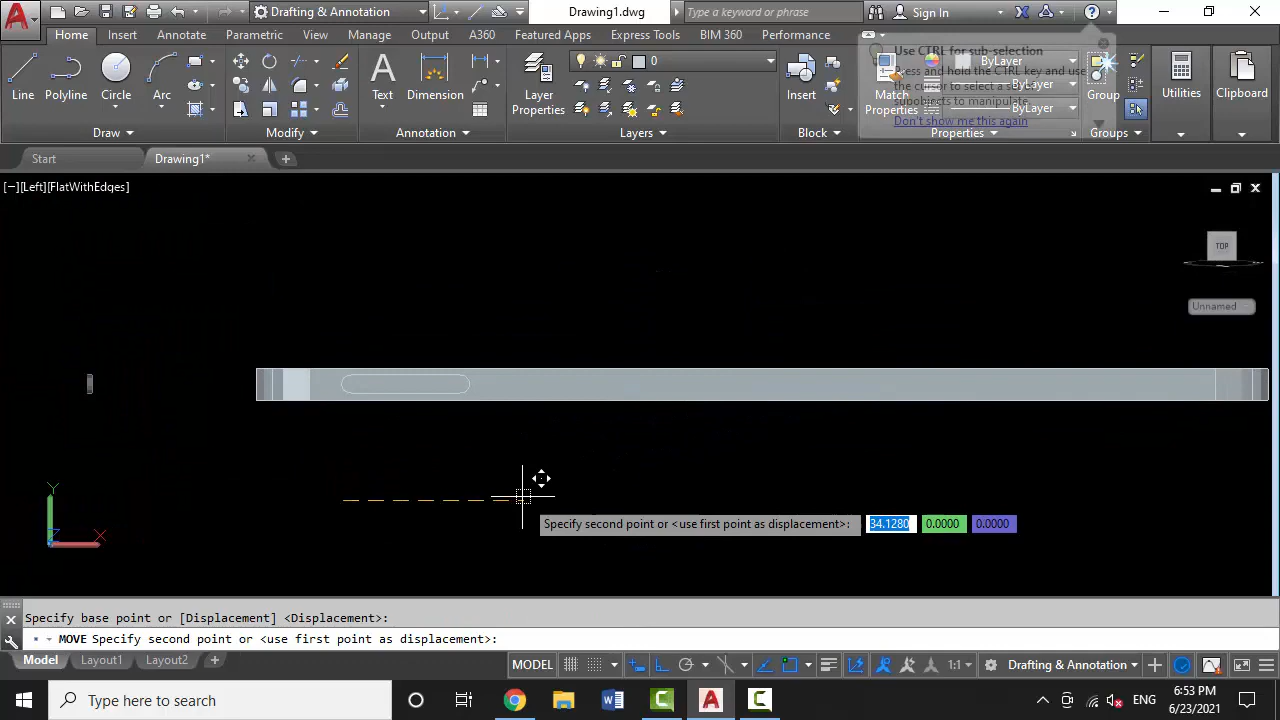 Drafting & Annotation
Drawing1.dwg
Type a keyword or phrase
Sign In
Home
Insert
Annotate
Parametric
View
Manage
Output
A360
Featured Apps
Express Tools
BIM 360
Performance
Line
Polyline
Circle
Arc
Draw
Modify
Text
Dimension
Annotation
Layer
Properties
0
Layers
Insert
Block
Match
Properties
ByLayer
ByLayer
ByLayer
Properties
Use CTRL for sub-selection
Press and hold the CTRL key and use
the cursor to select a
subobjects to manipulate
Don't show me this again
Group
Groups
Utilities
Clipboard
Start
Drawing1*
[−][Left][FlatWithEdges]
TOP
Unnamed
Y
X
Z
Specify second point or <use first point as displacement>:
34.1280
0.0000
0.0000
Specify base point or [Displacement] <Displacement>:
MOVE Specify second point or <use first point as displacement>:
Model
Layout1
Layout2
MODEL
1:1
Drafting & Annotation
Type here to search
ENG
6:53 PM
6/23/2021